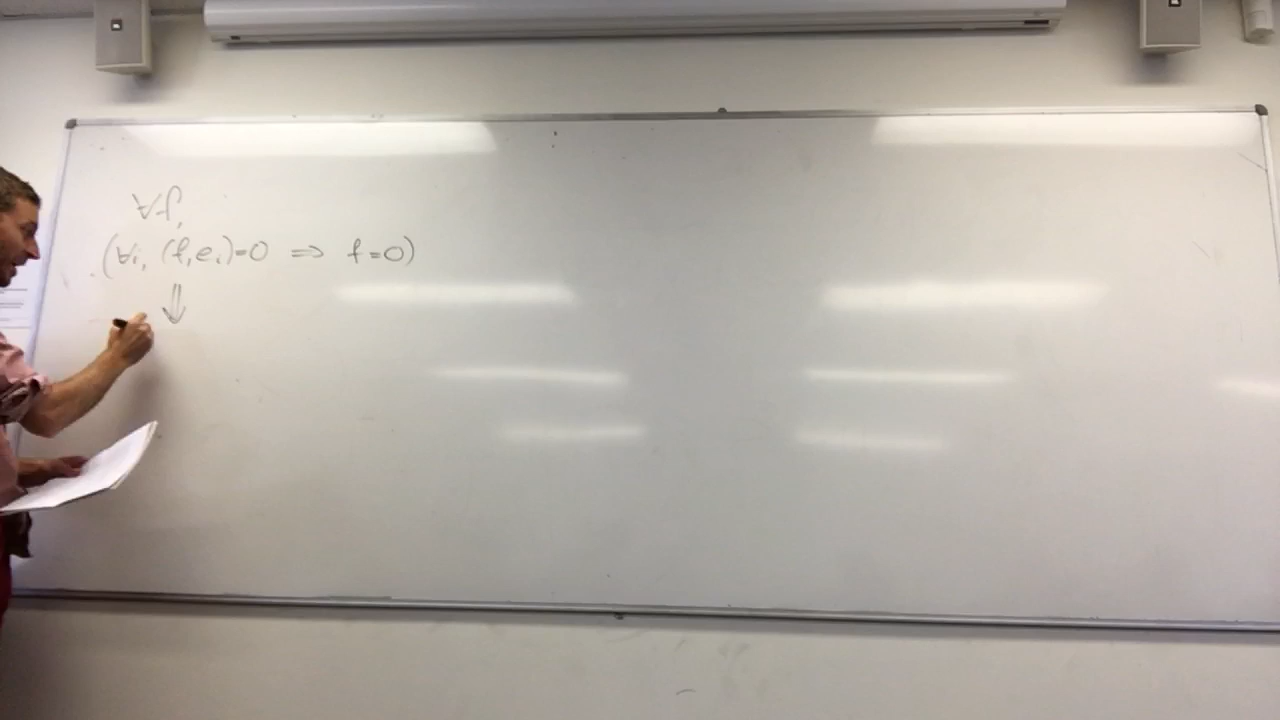 ∀f,
(∀i, (f,eᵢ)=0 ⇒ f=0)
⇓